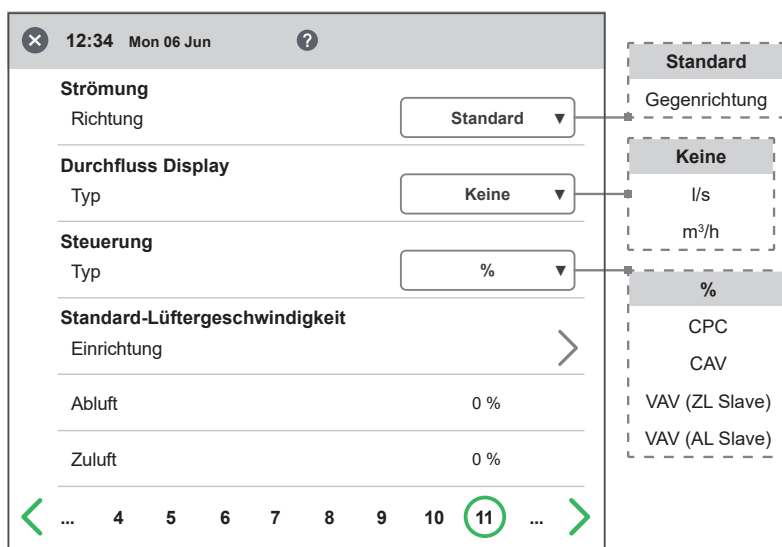 12:34 Mon 06 Jun ?
Strömung
Richtung Standard ▼
Durchfluss Display
Typ Keine ▼
Steuerung
Typ % ▼
Standard-Lüftergeschwindigkeit
Einrichtung
Abluft 0 %
Zuluft 0 %
... 4 5 6 7 8 9 10 11 ...
Standard
Gegenrichtung
Keine
l/s
m³/h
%
CPC
CAV
VAV (ZL Slave)
VAV (AL Slave)